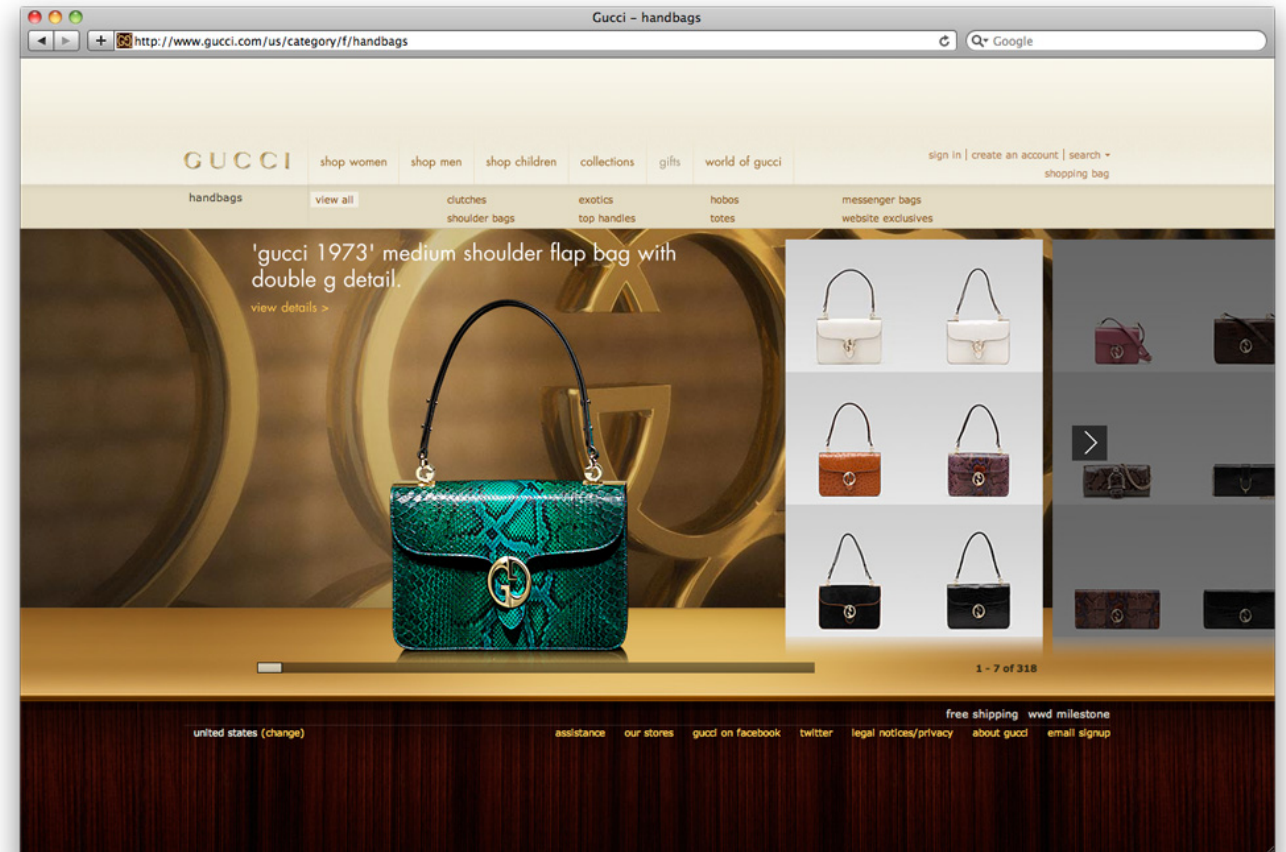 Gucci – handbags
http://www.gucci.com/us/category/f/handbags
Google
GUCCI
shop women
shop men
shop children
collections
gifts
world of gucci
sign in | create an account | search
shopping bag
handbags
view all
clutches
exotics
hobos
messenger bags
shoulder bags
top handles
totes
website exclusives
'gucci 1973' medium shoulder flap bag with
double g detail.
view details >
1 - 7 of 318
free shipping wwd milestone
united states (change)
assistance
our stores
gucci on facebook
twitter
legal notices/privacy
about gucci
email signup